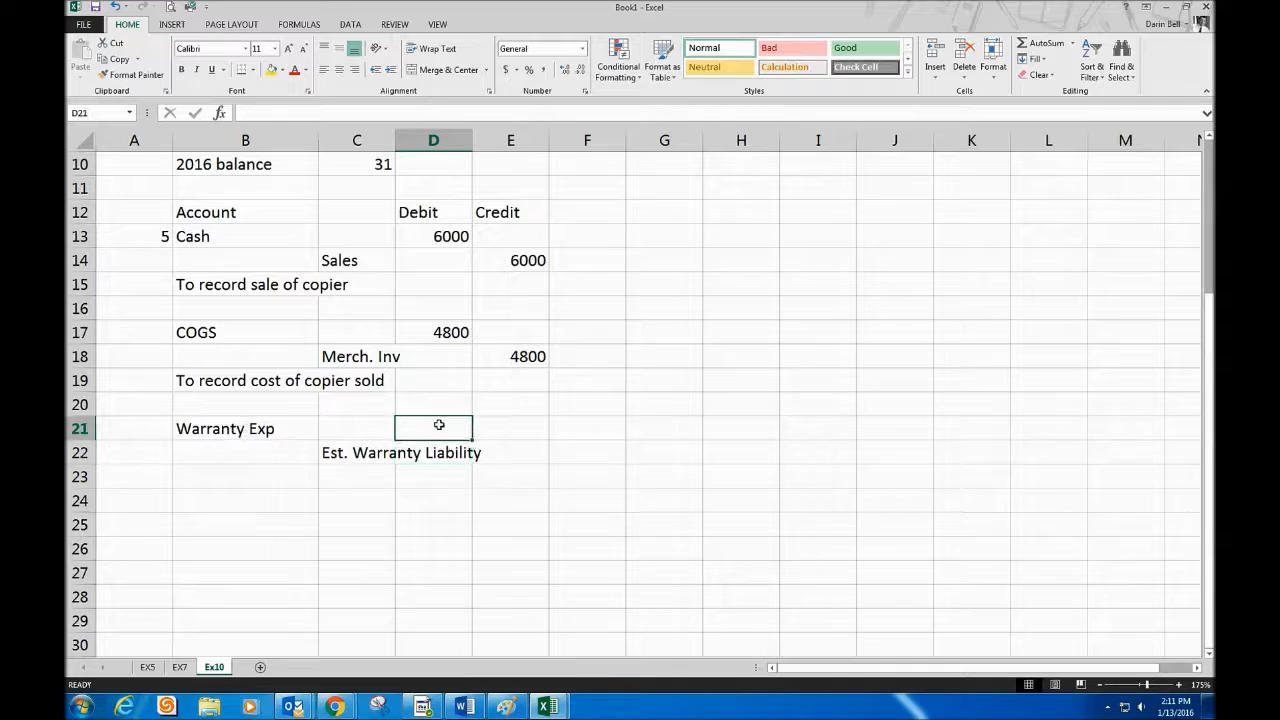 Book1 - Excel
FILE HOME INSERT PAGE LAYOUT FORMULAS DATA REVIEW VIEW Darin Bell
Cut
Copy
Format Painter
Paste
Clipboard
Calibri 11
B I U
Font
Wrap Text
Merge & Center
Alignment
General
$ % ,
Number
Conditional Formatting
Format as Table
Normal Bad Good
Neutral Calculation Check Cell
Styles
Insert Delete Format
Cells
AutoSum
Fill
Clear
Sort & Filter
Find & Select
Editing
D21
A B C D E F G H I J K L M N
10 2016 balance 31
11
12 Account Debit Credit
13 5 Cash 6000
14 Sales 6000
15 To record sale of copier
16
17 COGS 4800
18 Merch. Inv 4800
19 To record cost of copier sold
20
21 Warranty Exp
22 Est. Warranty Liability
23
24
25
26
27
28
29
30
EX5 EX7 Ex10
READY 175%
2:11 PM
1/13/2016